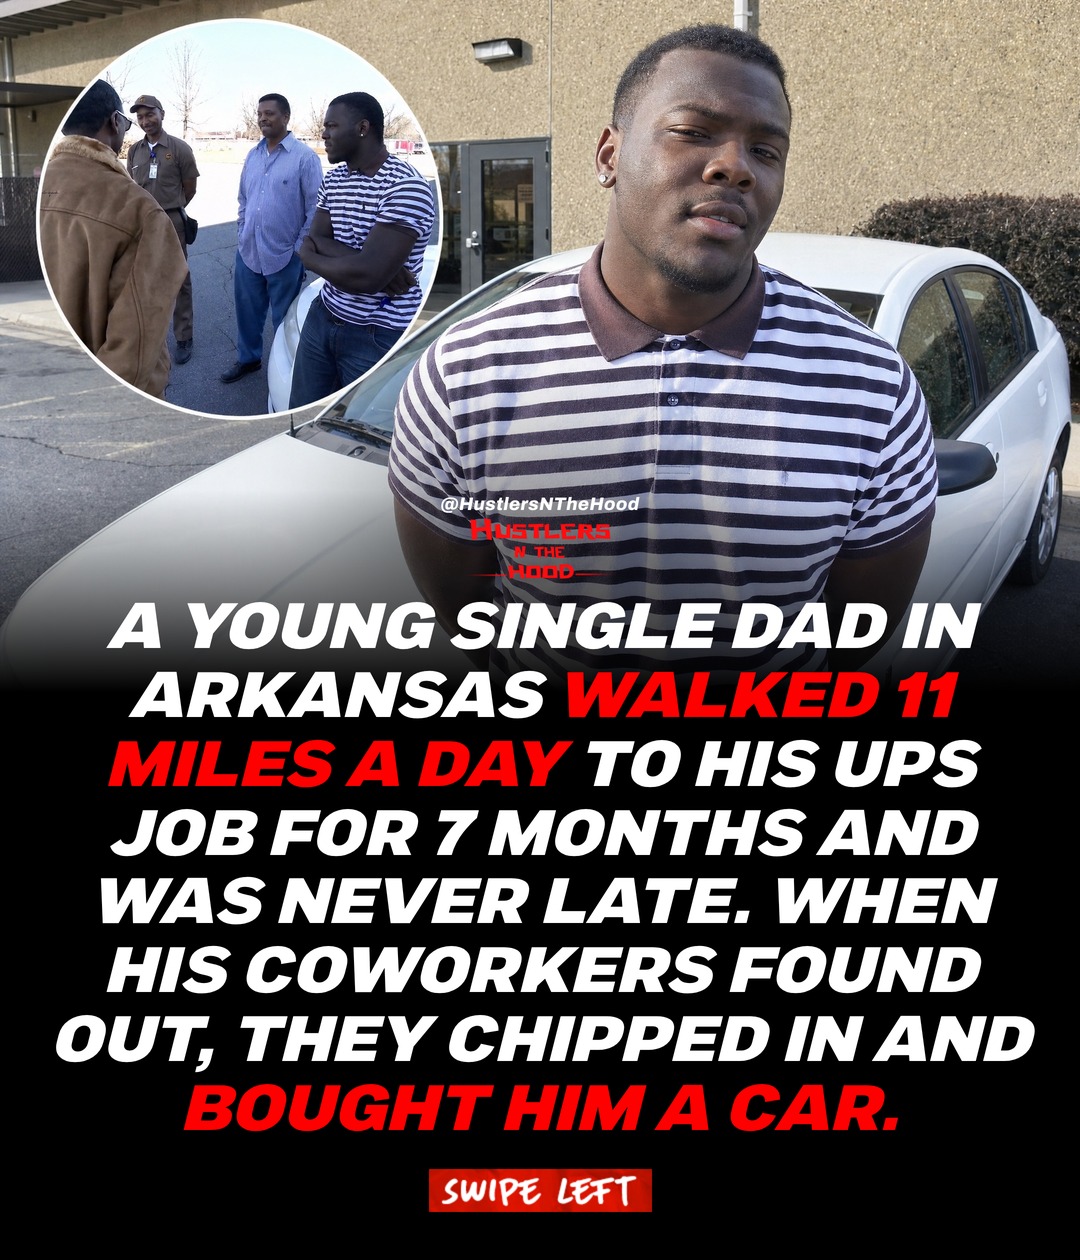 @HustlersNTheHood
HUSTLERS
N THE
HOOD
A YOUNG SINGLE DAD IN
ARKANSAS WALKED 11
MILES A DAY TO HIS UPS
JOB FOR 7 MONTHS AND
WAS NEVER LATE. WHEN
HIS COWORKERS FOUND
OUT, THEY CHIPPED IN AND
BOUGHT HIM A CAR.
SWIPE LEFT